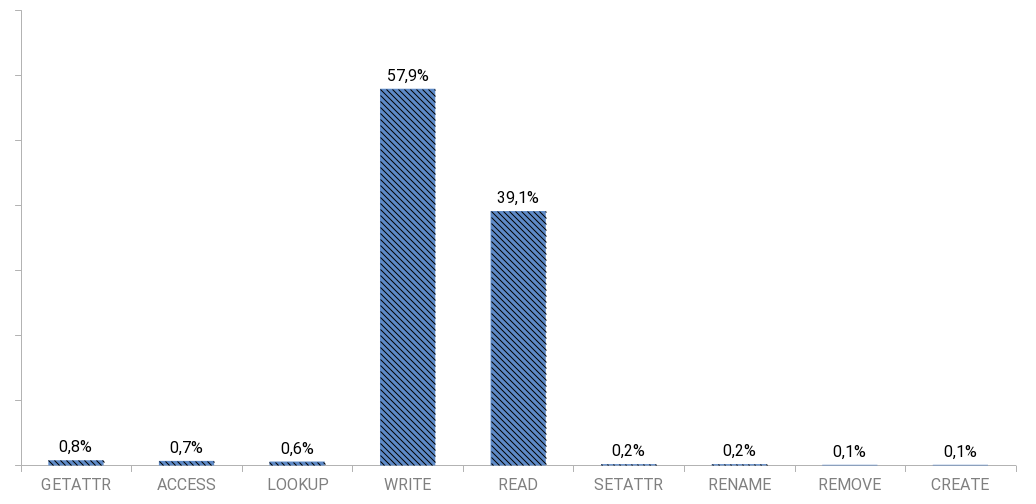 57,9%
39,1%
0,8%
0,7%
0,6%
0,2%
0,2%
0,1%
0,1%
GETATTR
ACCESS
LOOKUP
WRITE
READ
SETATTR
RENAME
REMOVE
CREATE